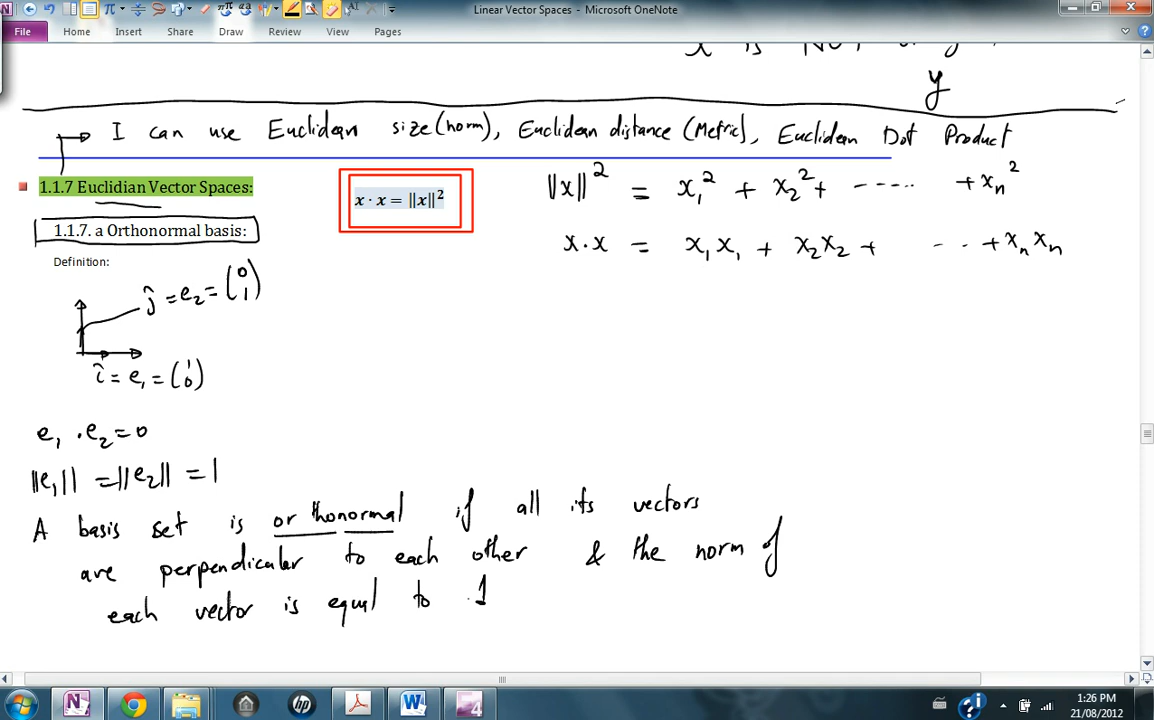 Linear Vector Spaces - Microsoft OneNote
File Home Insert Share Draw Review View Pages
x is NOT
y
I can use Euclidean size (norm), Euclidean distance (Metric), Euclidean Dot Product
1.1.7 Euclidian Vector Spaces:
x · x = ‖x‖²
‖x‖² = x₁² + x₂² + ----- + xₙ²
1.1.7. a Orthonormal basis:
x · x = x₁x₁ + x₂x₂ + -- .. + xₙxₙ
Definition:
ĵ = e₂ = (0 1)
î = e₁ = (1 0)
e₁ · e₂ = 0
‖e₁‖ = ‖e₂‖ = 1
A basis set is orthonormal if all its vectors
are perpendicular to each other & the norm of
each vector is equal to 1
1:26 PM
21/08/2012